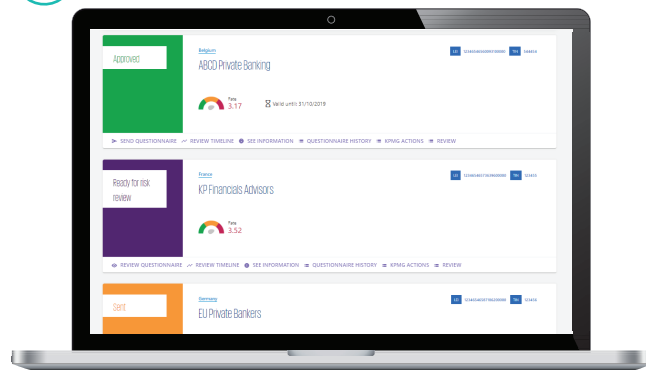 Approved
Belgium
ABCD Private Banking
3.17
Valid until: 31/10/2019
SEND QUESTIONNAIRE REVIEW TIMELINE SEE INFORMATION QUESTIONNAIRE HISTORY KPMG ACTIONS REVIEW
Ready for risk
review
France
KP Financials Advisors
3.52
REVIEW QUESTIONNAIRE REVIEW TIMELINE SEE INFORMATION QUESTIONNAIRE HISTORY KPMG ACTIONS REVIEW
Sent
Germany
EU Private Bankers